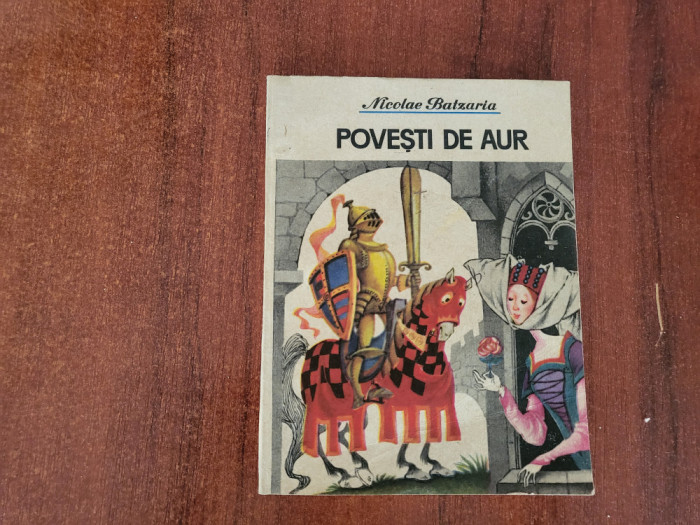 Nicolae Batzaria
POVEȘTI DE AUR